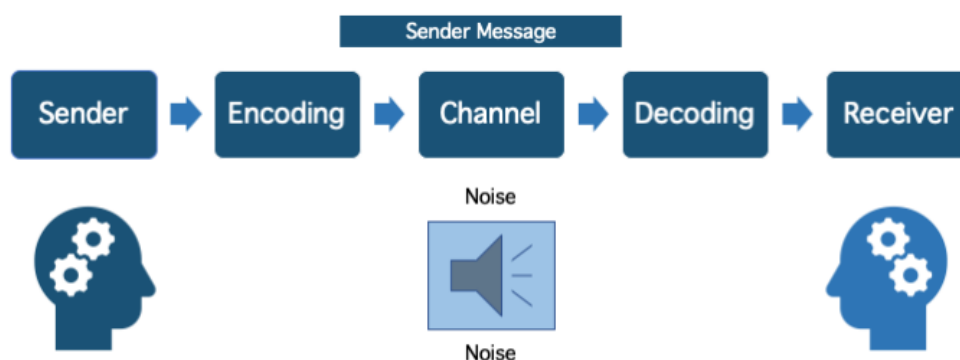 Sender Message
Sender Encoding Channel Decoding Receiver
Noise
Noise